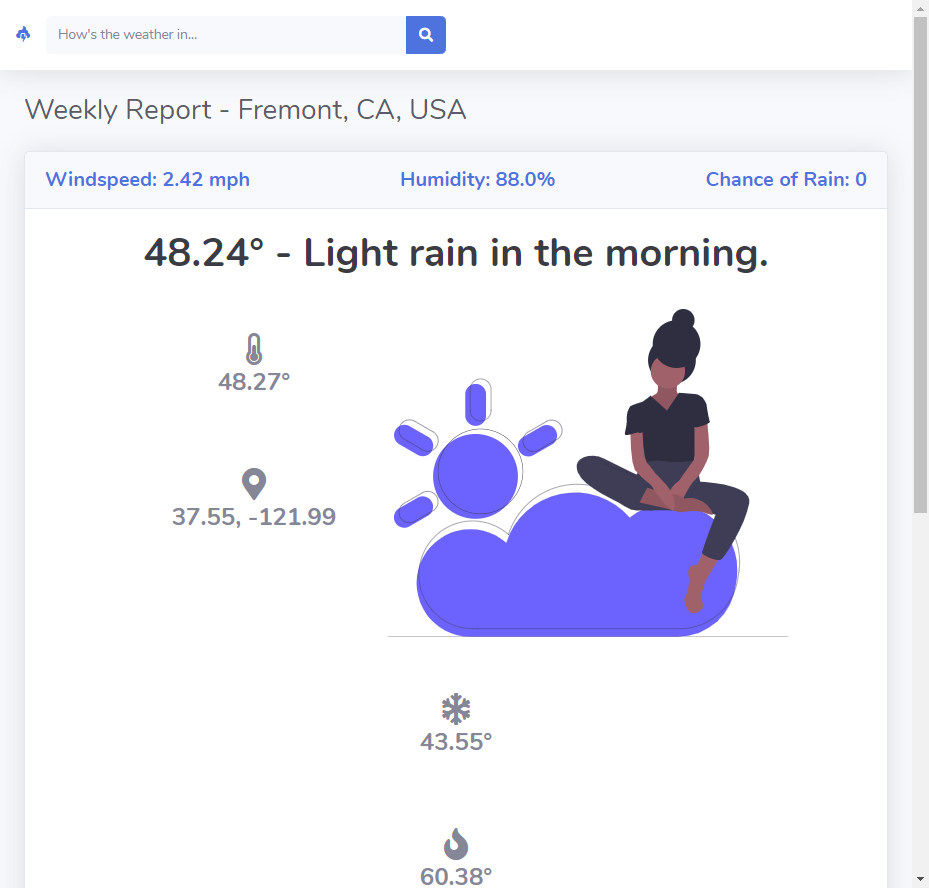 How's the weather in...
Weekly Report - Fremont, CA, USA
Windspeed: 2.42 mph Humidity: 88.0% Chance of Rain: 0
48.24° - Light rain in the morning.
48.27°
37.55, -121.99
43.55°
60.38°